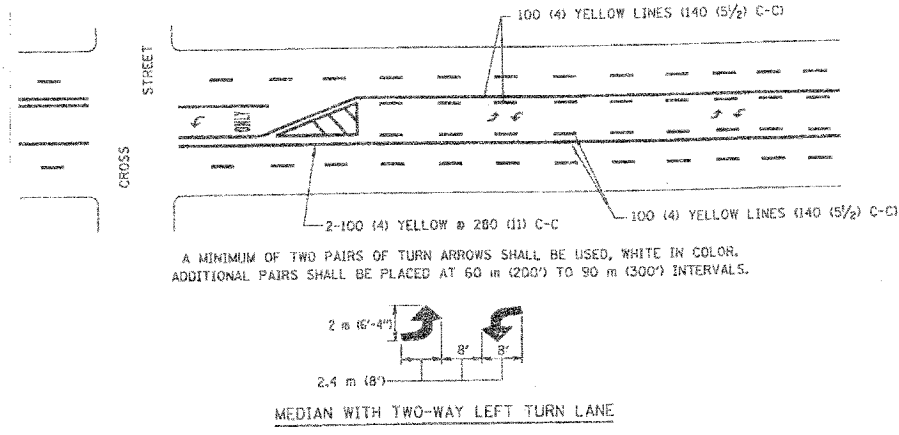 100 (4) YELLOW LINES (140 (5½) C-C)
STREET
ONLY
CROSS
2-100 (4) YELLOW @ 280 (11) C-C
100 (4) YELLOW LINES (140 (5½) C-C)
A MINIMUM OF TWO PAIRS OF TURN ARROWS SHALL BE USED, WHITE IN COLOR.
ADDITIONAL PAIRS SHALL BE PLACED AT 60 m (200') TO 90 m (300') INTERVALS.
2 m (6'-4")
8' 8'
2.4 m (8')
MEDIAN WITH TWO-WAY LEFT TURN LANE